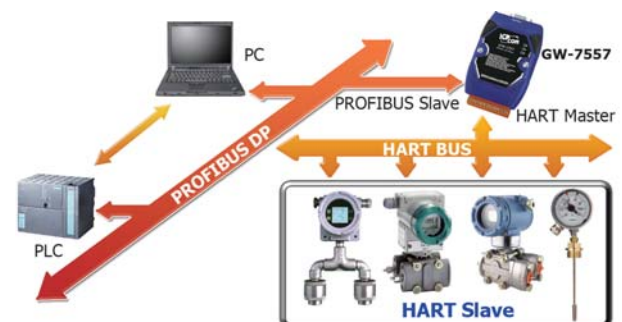 PC
GW-7557
PROFIBUS Slave
HART Master
PROFIBUS DP
HART BUS
PLC
HART Slave